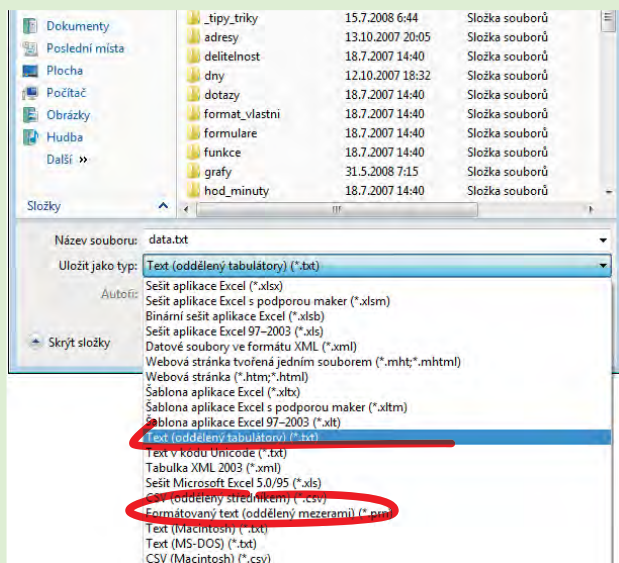 Dokumenty
Poslední místa
Plocha
Počítač
Obrázky
Hudba
Další »
Složky
_tipy_triky 15.7.2008 6:44 Složka souborů
adresy 13.10.2007 20:05 Složka souborů
delitelnost 18.7.2007 14:40 Složka souborů
dny 12.10.2007 18:32 Složka souborů
dotazy 18.7.2007 14:40 Složka souborů
format_vlastni 18.7.2007 14:40 Složka souborů
formulare 18.7.2007 14:40 Složka souborů
funkce 18.7.2007 14:40 Složka souborů
grafy 31.5.2008 7:15 Složka souborů
hod_minuty 18.7.2007 14:40 Složka souborů
Název souboru: data.txt
Uložit jako typ: Text (oddělený tabulátory) (*.txt)
Autoři:
Skrýt složky
Sešit aplikace Excel (*.xlsx)
Sešit aplikace Excel s podporou maker (*.xlsm)
Binární sešit aplikace Excel (*.xlsb)
Sešit aplikace Excel 97–2003 (*.xls)
Datové soubory ve formátu XML (*.xml)
Webová stránka tvořená jedním souborem (*.mht;*.mhtml)
Webová stránka (*.htm;*.html)
Šablona aplikace Excel (*.xltx)
Šablona aplikace Excel s podporou maker (*.xltm)
Šablona aplikace Excel 97–2003 (*.xlt)
Text (oddělený tabulátory) (*.txt)
Text v kódu Unicode (*.txt)
Tabulka XML 2003 (*.xml)
Sešit Microsoft Excel 5.0/95 (*.xls)
CSV (oddělený středníkem) (*.csv)
Formátovaný text (oddělený mezerami) (*.prn)
Text (Macintosh) (*.txt)
Text (MS-DOS) (*.txt)
CSV (Macintosh) (*.csv)